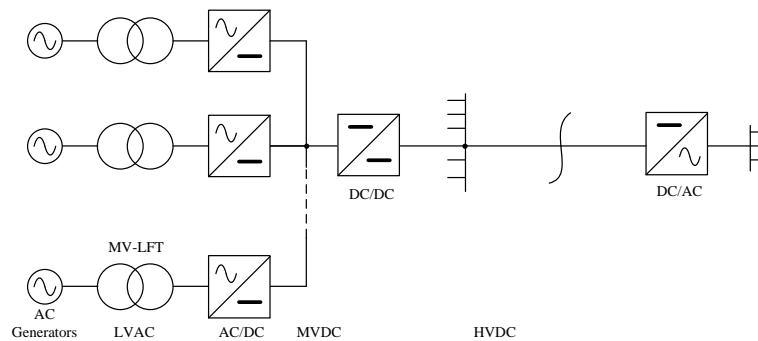 DC/DC
DC/AC
MV-LFT
AC
Generators
LVAC
AC/DC
MVDC
HVDC